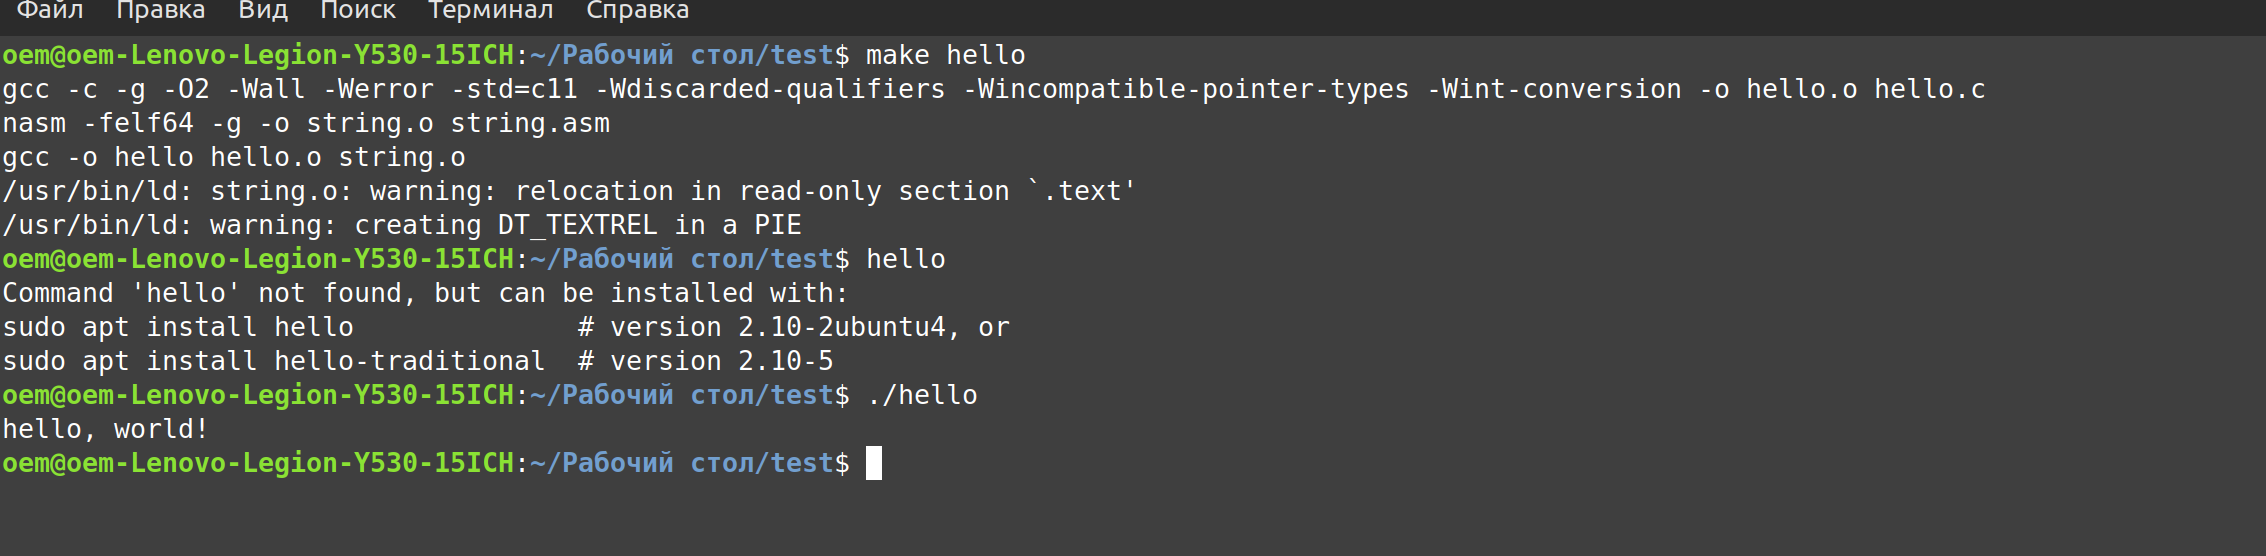 Файл Правка Вид Поиск Терминал Справка
oem@oem-Lenovo-Legion-Y530-15ICH:~/Рабочий стол/test$ make hello
gcc -c -g -O2 -Wall -Werror -std=c11 -Wdiscarded-qualifiers -Wincompatible-pointer-types -Wint-conversion -o hello.o hello.c
nasm -felf64 -g -o string.o string.asm
gcc -o hello hello.o string.o
/usr/bin/ld: string.o: warning: relocation in read-only section `.text'
/usr/bin/ld: warning: creating DT_TEXTREL in a PIE
oem@oem-Lenovo-Legion-Y530-15ICH:~/Рабочий стол/test$ hello
Command 'hello' not found, but can be installed with:
sudo apt install hello              # version 2.10-2ubuntu4, or
sudo apt install hello-traditional  # version 2.10-5
oem@oem-Lenovo-Legion-Y530-15ICH:~/Рабочий стол/test$ ./hello
hello, world!
oem@oem-Lenovo-Legion-Y530-15ICH:~/Рабочий стол/test$